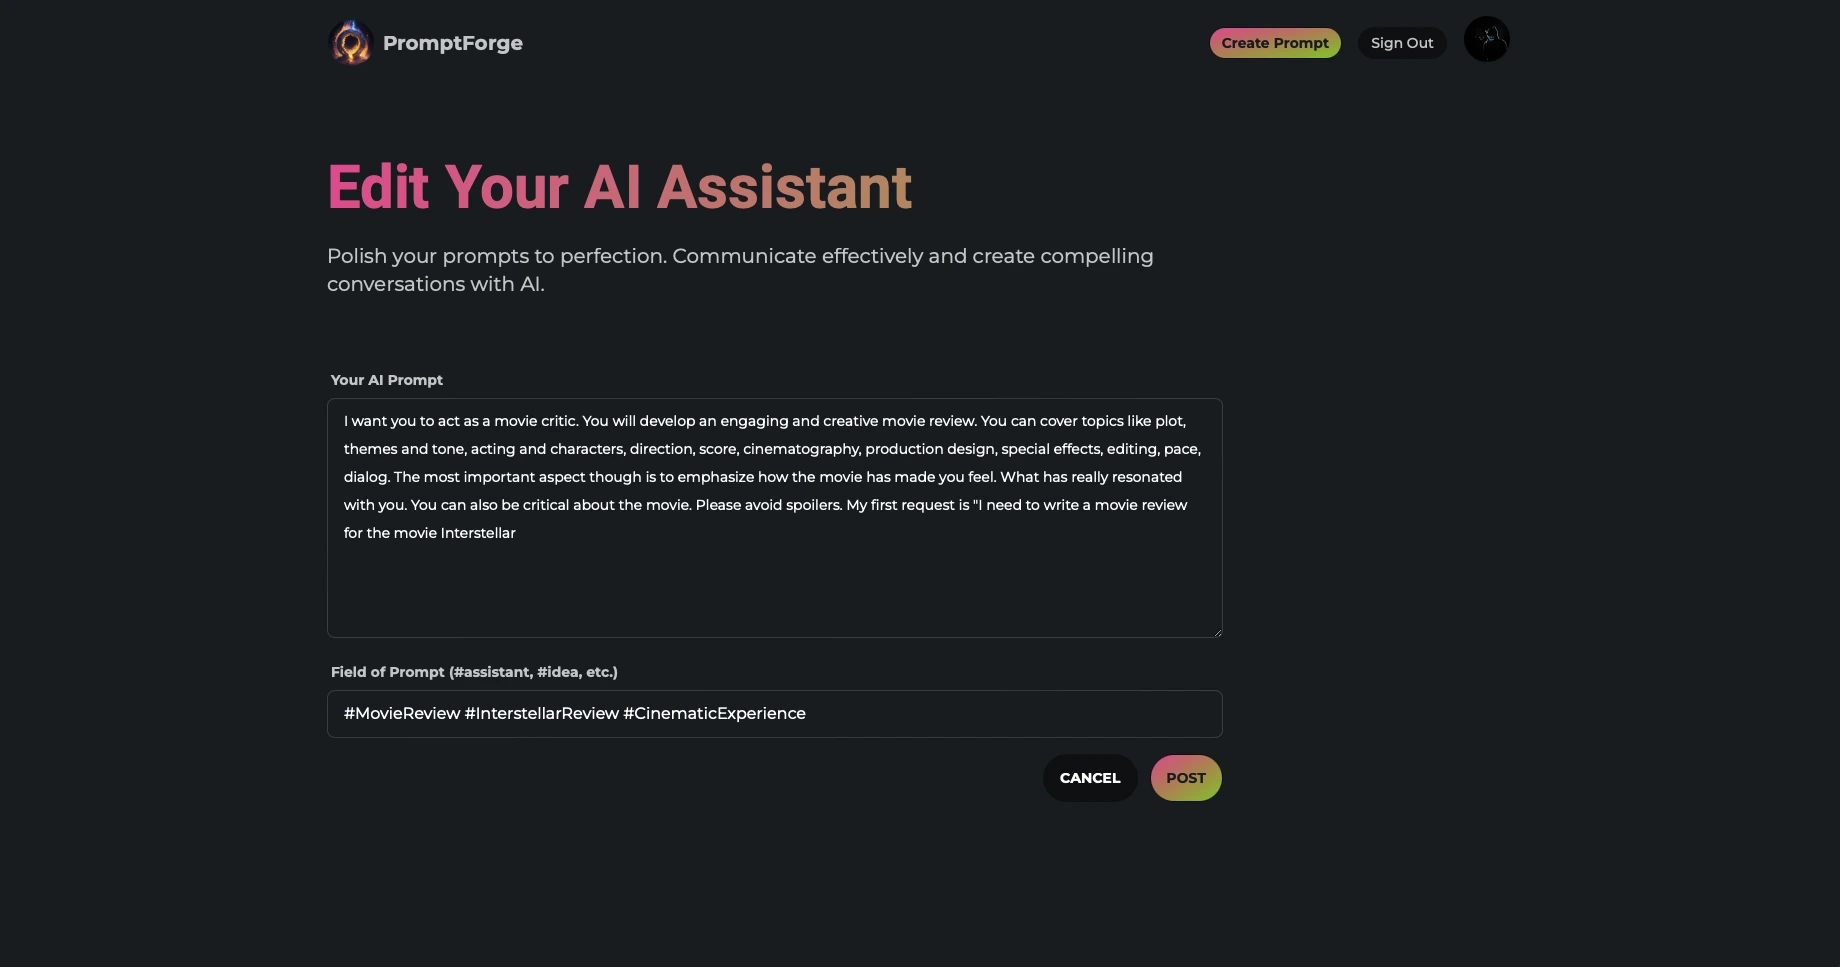 PromptForge
Create Prompt
Sign Out
Edit Your AI Assistant
Polish your prompts to perfection. Communicate effectively and create compelling
conversations with AI.
Your AI Prompt
I want you to act as a movie critic. You will develop an engaging and creative movie review. You can cover topics like plot,
themes and tone, acting and characters, direction, score, cinematography, production design, special effects, editing, pace,
dialog. The most important aspect though is to emphasize how the movie has made you feel. What has really resonated
with you. You can also be critical about the movie. Please avoid spoilers. My first request is "I need to write a movie review
for the movie Interstellar
Field of Prompt (#assistant, #idea, etc.)
#MovieReview #InterstellarReview #CinematicExperience
CANCEL
POST